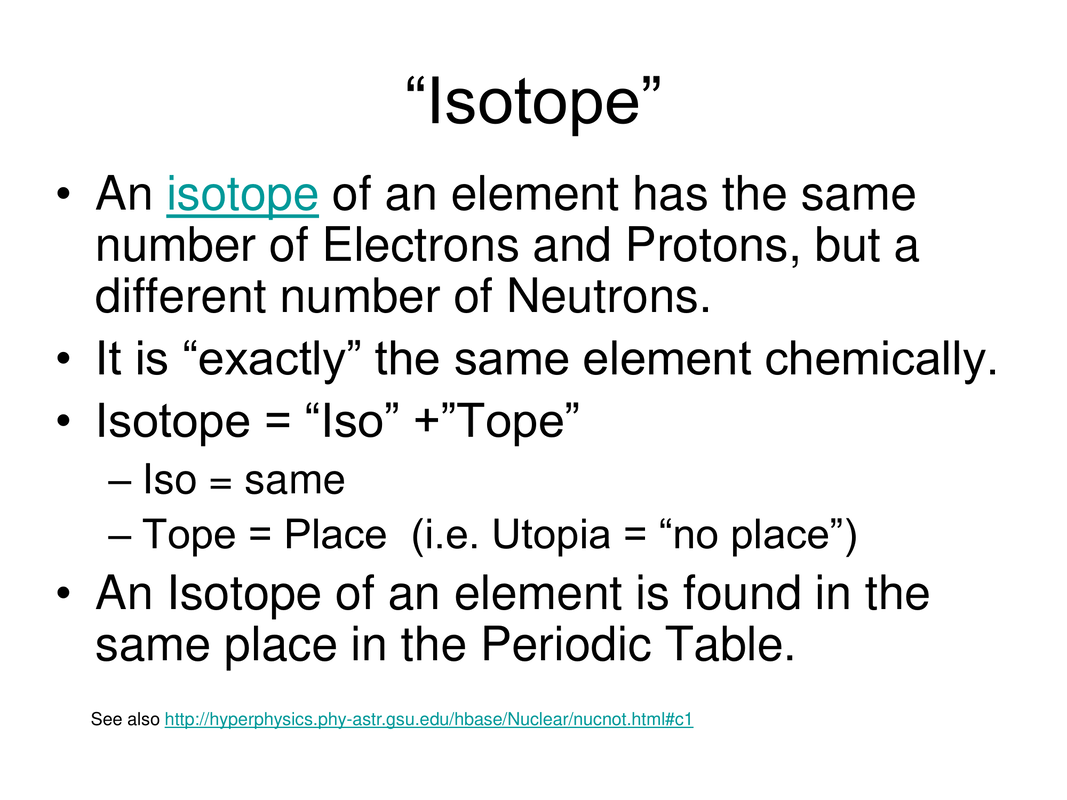 “Isotope”
• An isotope of an element has the same
number of Electrons and Protons, but a
different number of Neutrons.
• It is “exactly” the same element chemically.
• Isotope = “Iso” +”Tope”
– Iso = same
– Tope = Place  (i.e. Utopia = “no place”)
• An Isotope of an element is found in the
same place in the Periodic Table.
See also http://hyperphysics.phy-astr.gsu.edu/hbase/Nuclear/nucnot.html#c1